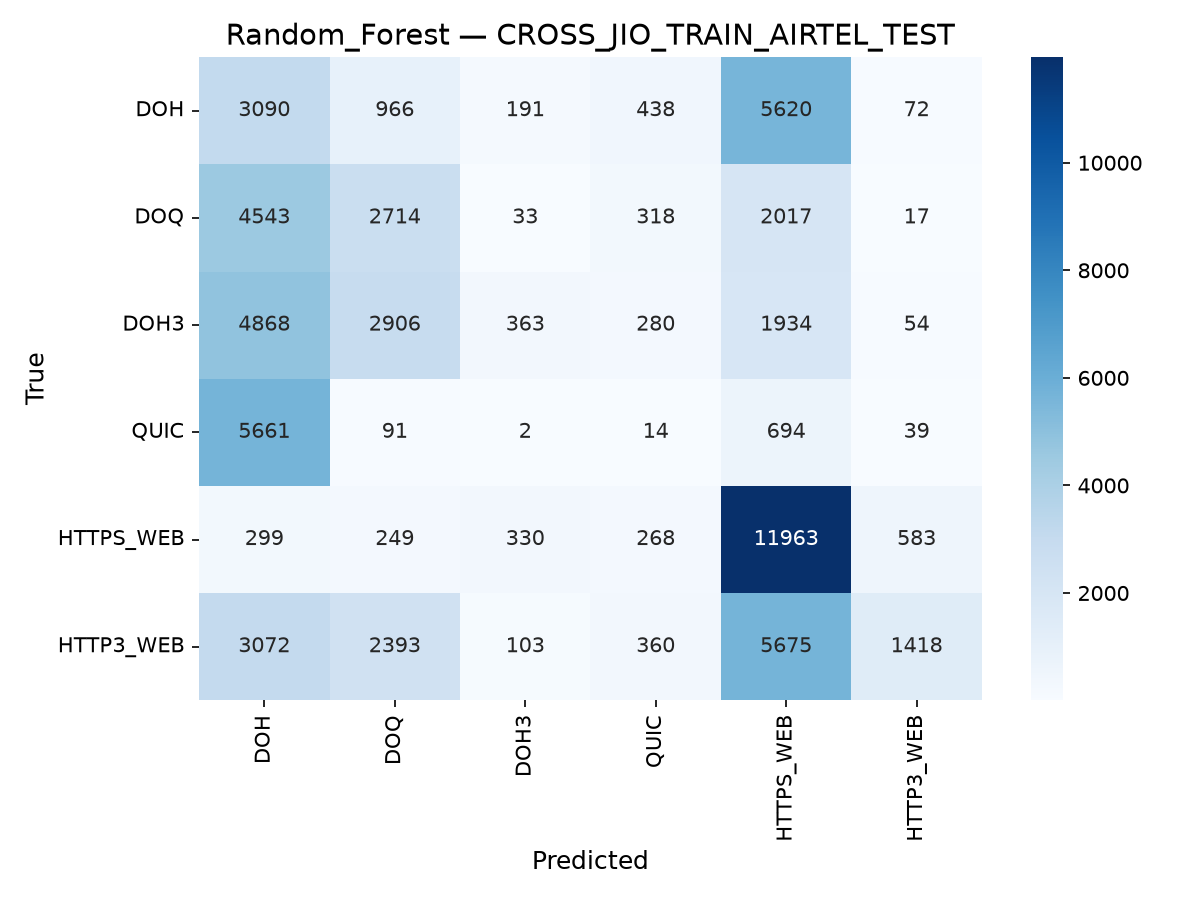 Random_Forest — CROSS_JIO_TRAIN_AIRTEL_TEST
True
DOH 3090 966 191 438 5620 72
DOQ 4543 2714 33 318 2017 17
DOH3 4868 2906 363 280 1934 54
QUIC 5661 91 2 14 694 39
HTTPS_WEB 299 249 330 268 11963 583
HTTP3_WEB 3072 2393 103 360 5675 1418
DOH DOQ DOH3 QUIC HTTPS_WEB HTTP3_WEB
Predicted
10000
8000
6000
4000
2000